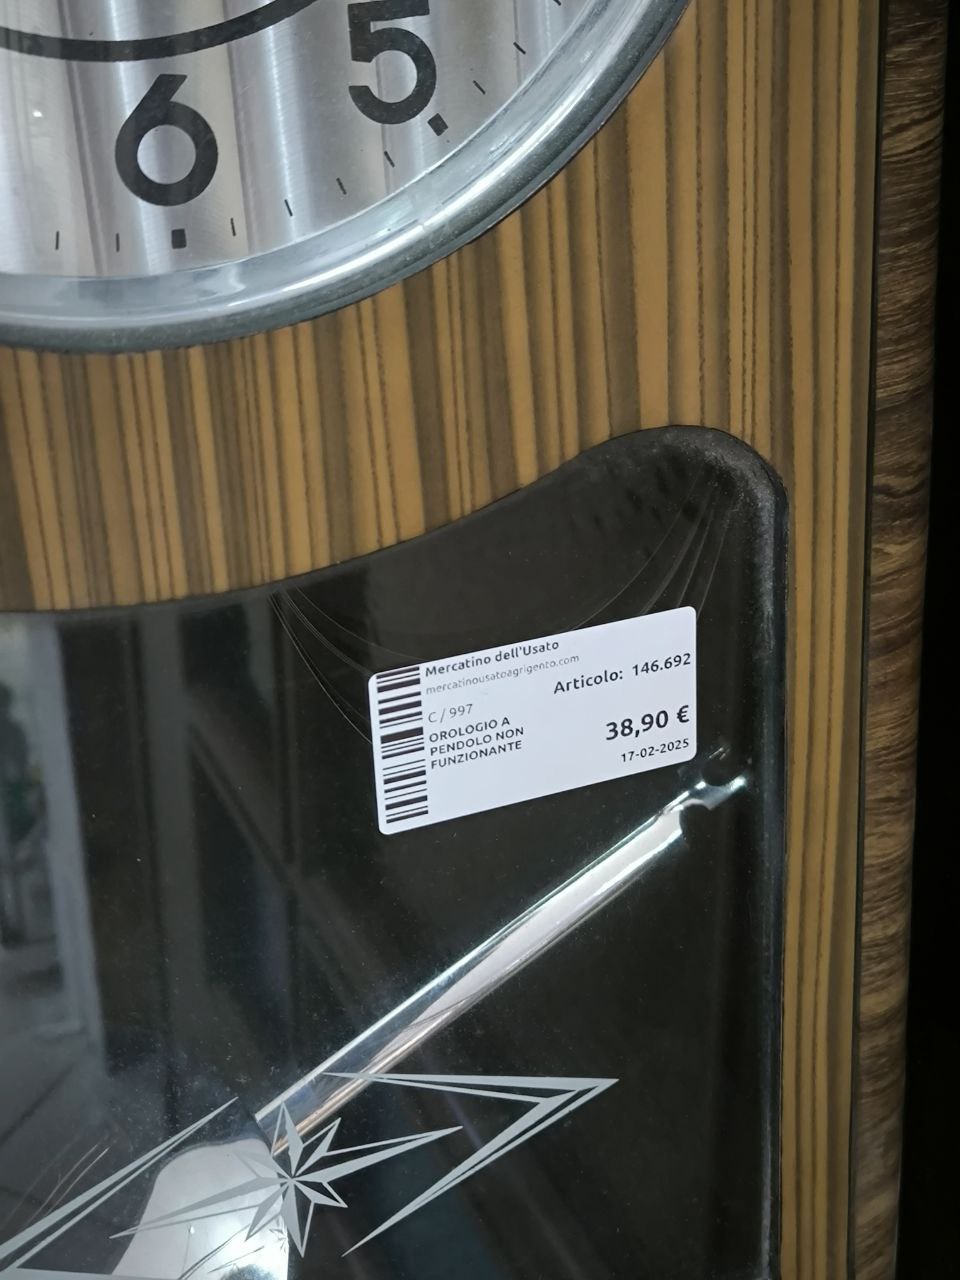 5
6
Mercatino dell'Usato
mercatinousatoagrigento.com
Articolo: 146.692
C / 997
OROLOGIO A
PENDOLO NON
FUNZIONANTE
38,90 €
17-02-2025